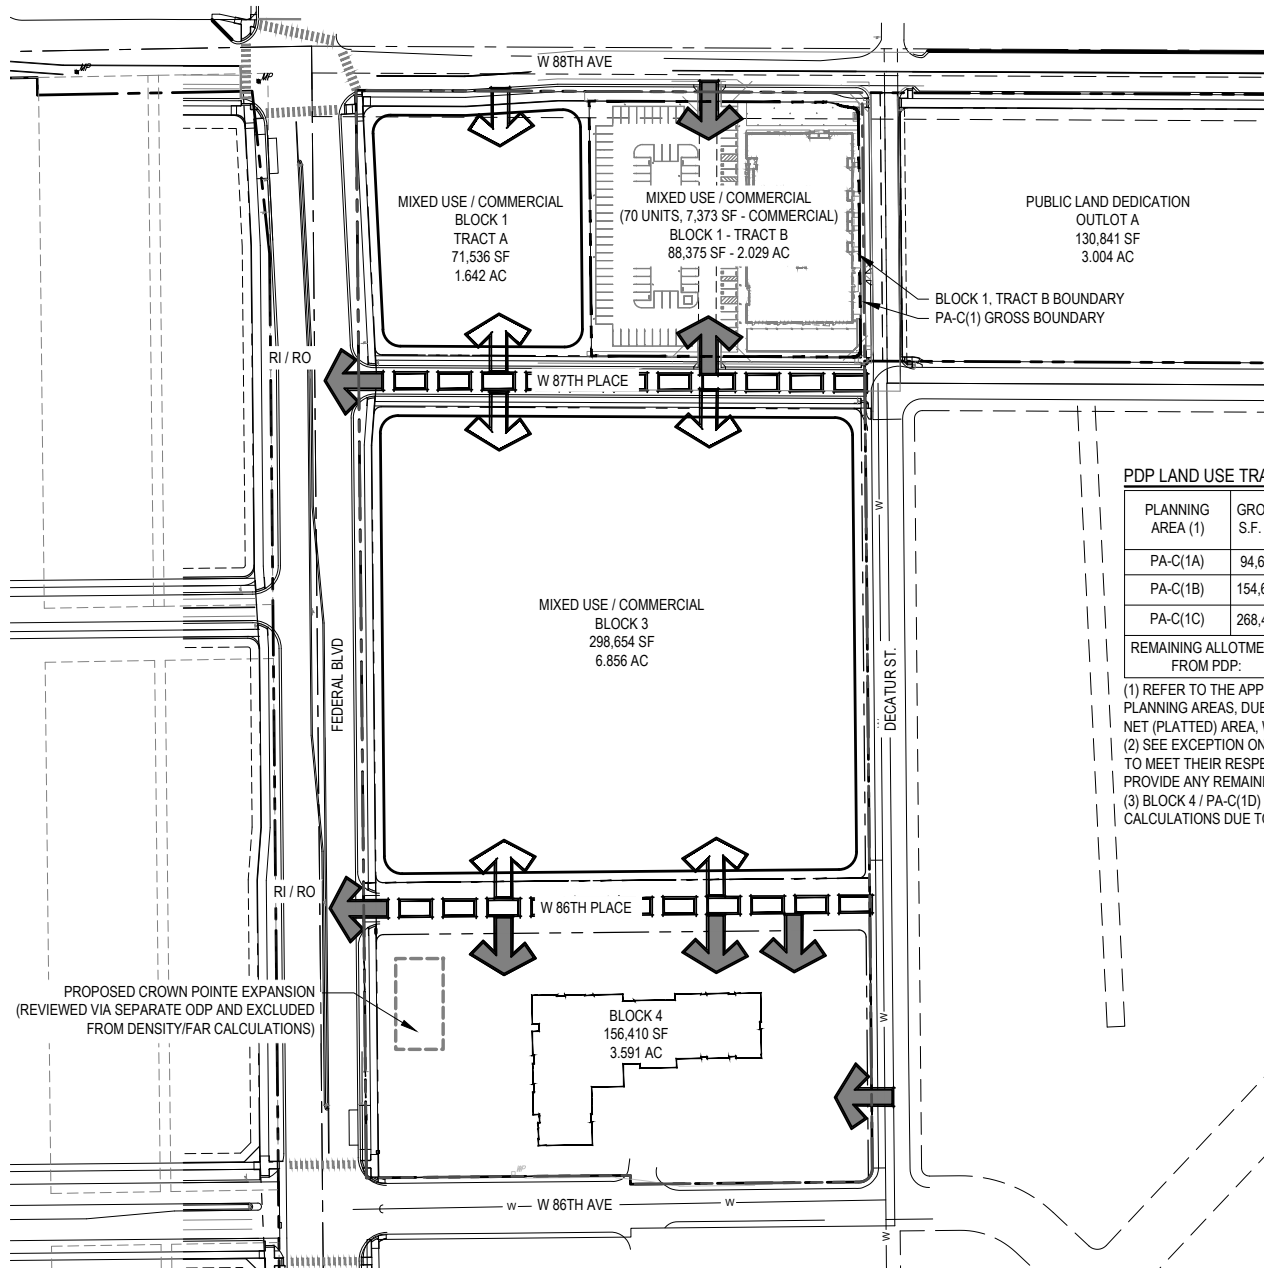 W 88TH AVE
MP
MP
MIXED USE / COMMERCIAL
BLOCK 1
TRACT A
71,536 SF
1.642 AC
MIXED USE / COMMERCIAL
(70 UNITS, 7,373 SF - COMMERCIAL)
BLOCK 1 - TRACT B
88,375 SF - 2.029 AC
PUBLIC LAND DEDICATION
OUTLOT A
130,841 SF
3.004 AC
BLOCK 1, TRACT B BOUNDARY
PA-C(1) GROSS BOUNDARY
RI / RO
W 87TH PLACE
MIXED USE / COMMERCIAL
BLOCK 3
298,654 SF
6.856 AC
FEDERAL BLVD
DECATUR ST.
W
W
PDP LAND USE TRA
PLANNING
AREA (1)
GRO
S.F.
PA-C(1A) 94,6
PA-C(1B) 154,6
PA-C(1C) 268,4
REMAINING ALLOTME
FROM PDP:
(1) REFER TO THE APP
PLANNING AREAS, DUE
NET (PLATTED) AREA, W
(2) SEE EXCEPTION ON
TO MEET THEIR RESPE
PROVIDE ANY REMAIN
(3) BLOCK 4 / PA-C(1D)
CALCULATIONS DUE TO
RI / RO
W 86TH PLACE
PROPOSED CROWN POINTE EXPANSION
(REVIEWED VIA SEPARATE ODP AND EXCLUDED
FROM DENSITY/FAR CALCULATIONS)
BLOCK 4
156,410 SF
3.591 AC
W
MP
W
W 86TH AVE
W
W